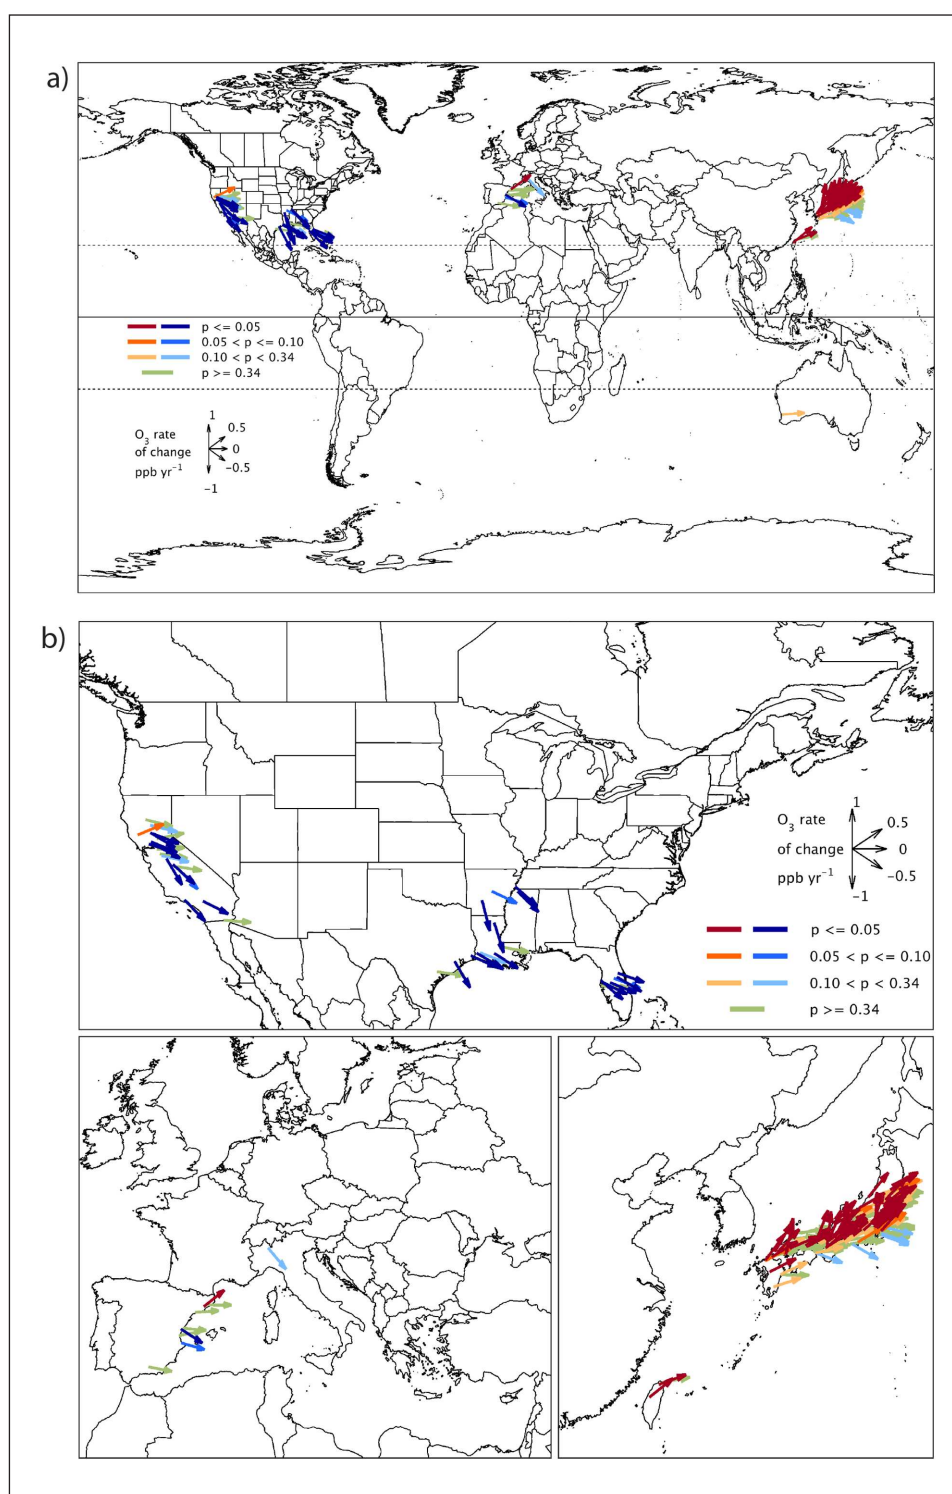 a)
p <= 0.05
0.05 < p <= 0.10
0.10 < p < 0.34
p >= 0.34
1
0.5
O₃ rate
of change
0
ppb yr⁻¹
-0.5
-1
b)
1
O₃ rate
0.5
of change
0
ppb yr⁻¹
-0.5
-1
p <= 0.05
0.05 < p <= 0.10
0.10 < p < 0.34
p >= 0.34